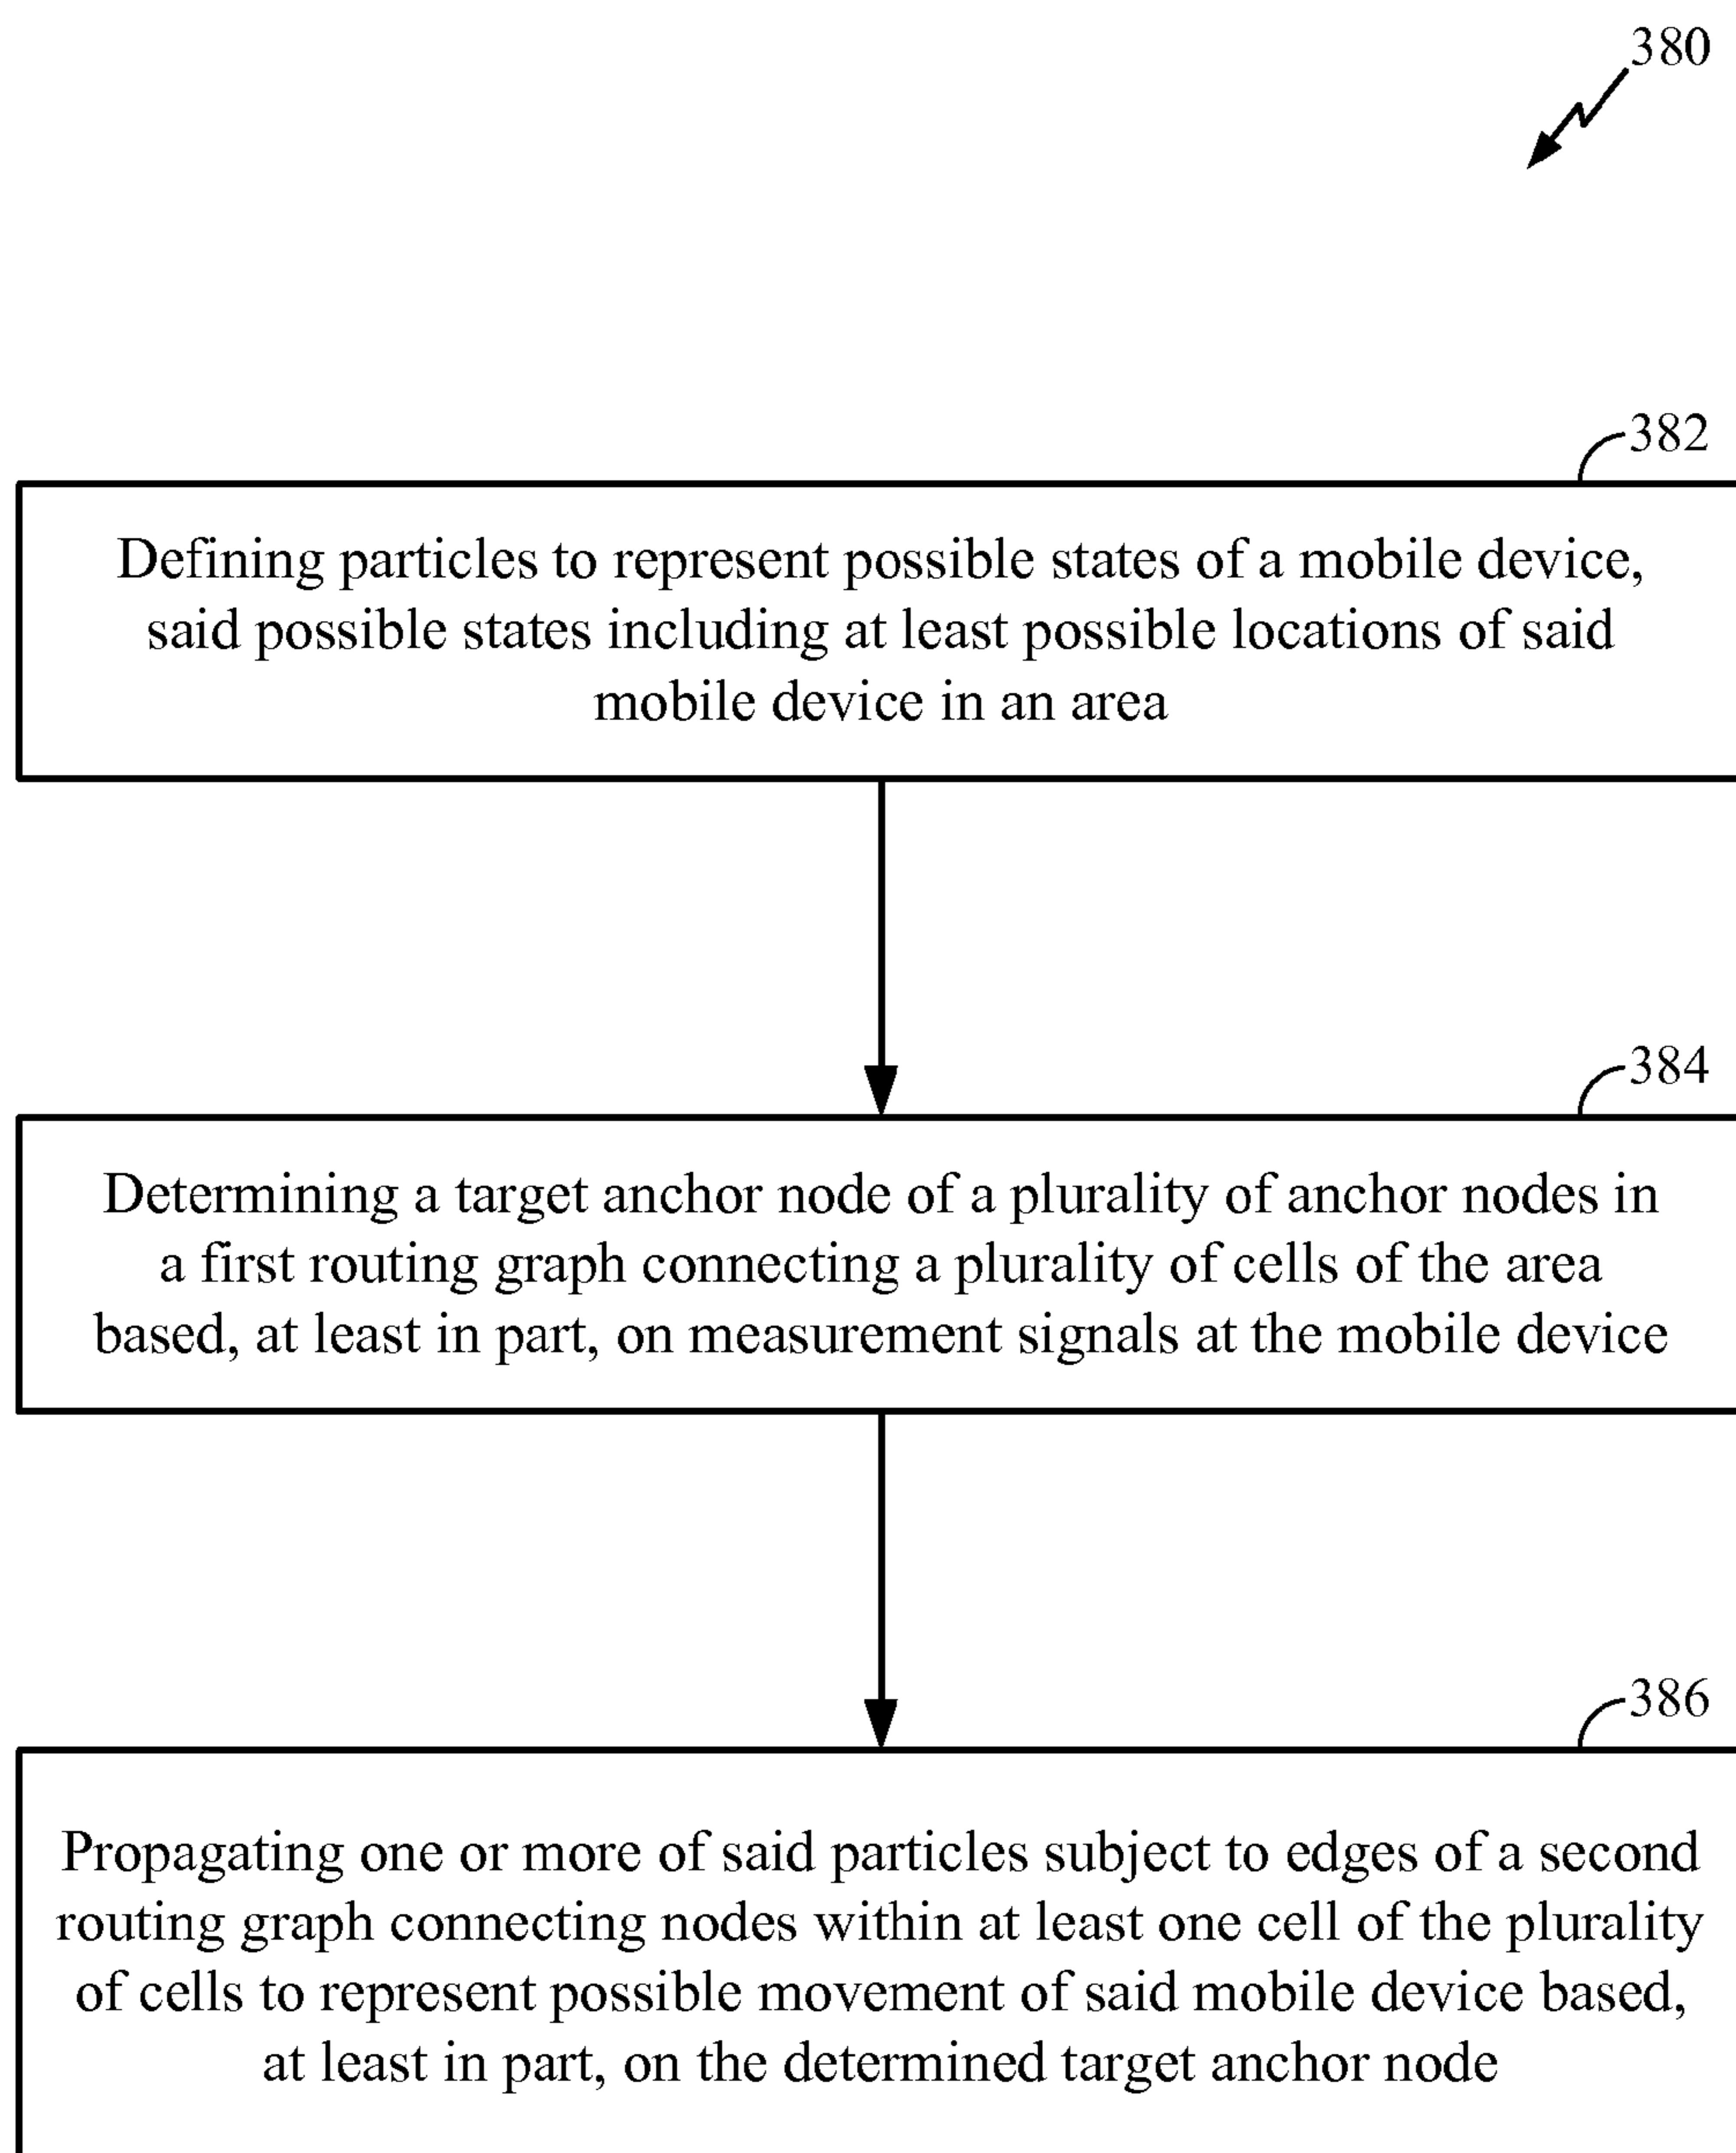 380
382
Defining particles to represent possible states of a mobile device,
said possible states including at least possible locations of said
mobile device in an area
384
Determining a target anchor node of a plurality of anchor nodes in
a first routing graph connecting a plurality of cells of the area
based, at least in part, on measurement signals at the mobile device
386
Propagating one or more of said particles subject to edges of a second
routing graph connecting nodes within at least one cell of the plurality
of cells to represent possible movement of said mobile device based,
at least in part, on the determined target anchor node